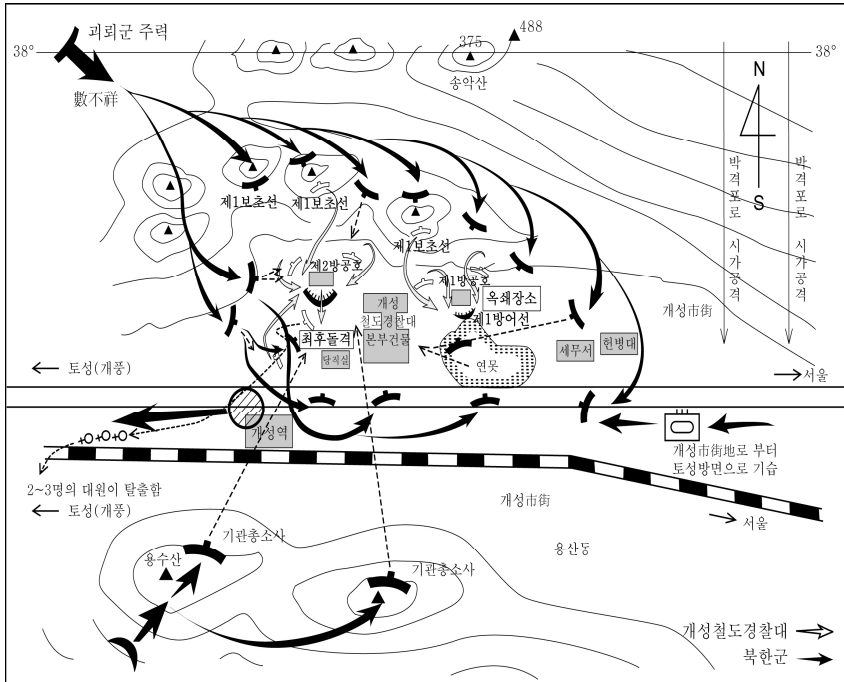 괴뢰군 주력
數不祥
38°
375
488
송악산
38°
N
S
박격포로 시가공격
박격포로 시가공격
제1보초선
제1보초선
제1보초선
제2방공호
제1방공호
옥쇄장소
제1방어선
개성
철도경찰대
본부건물
최후돌격
당직실
연못
세무서
헌병대
개성市街
토성(개풍)
서울
개성역
개성市街地로 부터
토성방면으로 기습
2~3명의 대원이 탈출함
토성(개풍)
개성市街
서울
기관총소사
용수산
기관총소사
용산동
개성철도경찰대
북한군